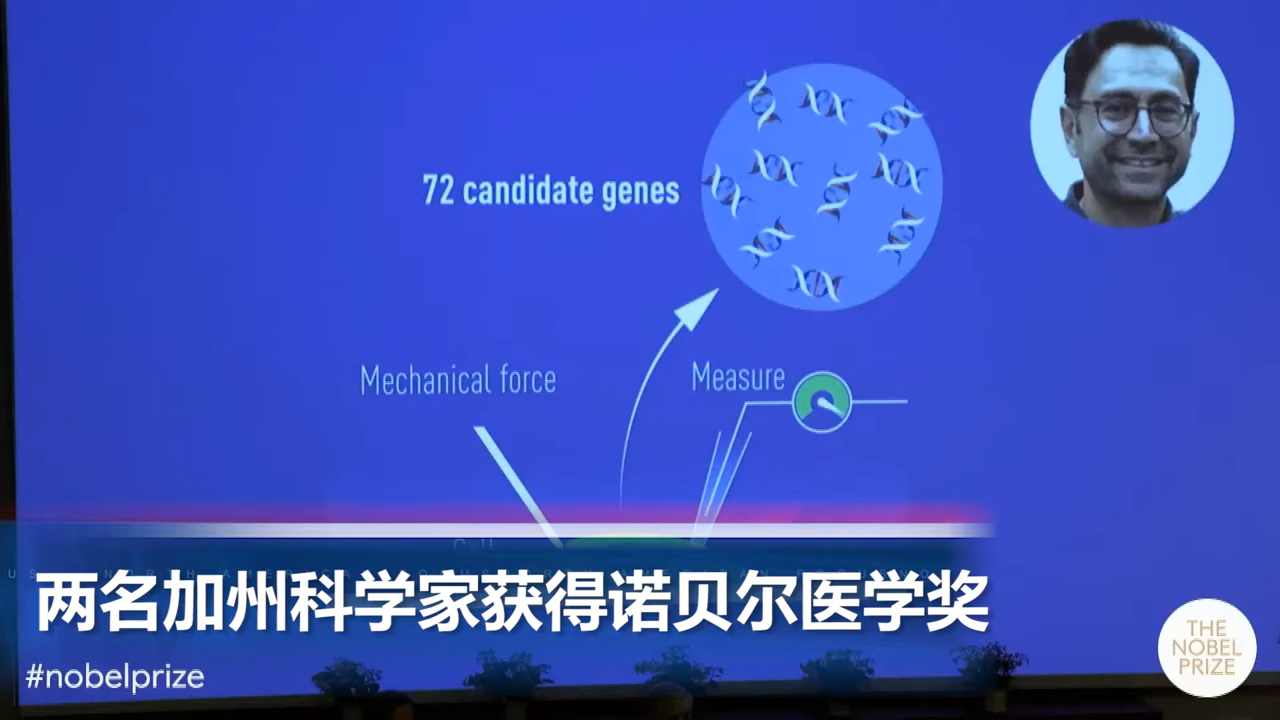 72 candidate genes
Mechanical force
Measure
Cell
两名加州科学家获得诺贝尔医学奖
#nobelprize
THE
NOBEL
PRIZE